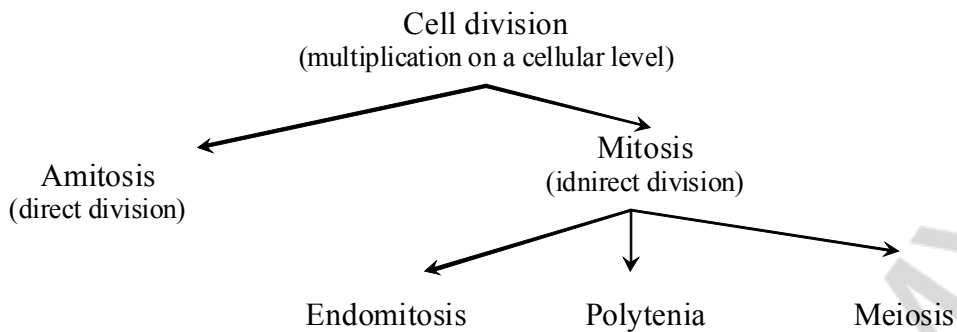 Cell division
(multiplication on a cellular level)
Amitosis
(direct division)
Mitosis
(idnirect division)
Endomitosis
Polytenia
Meiosis